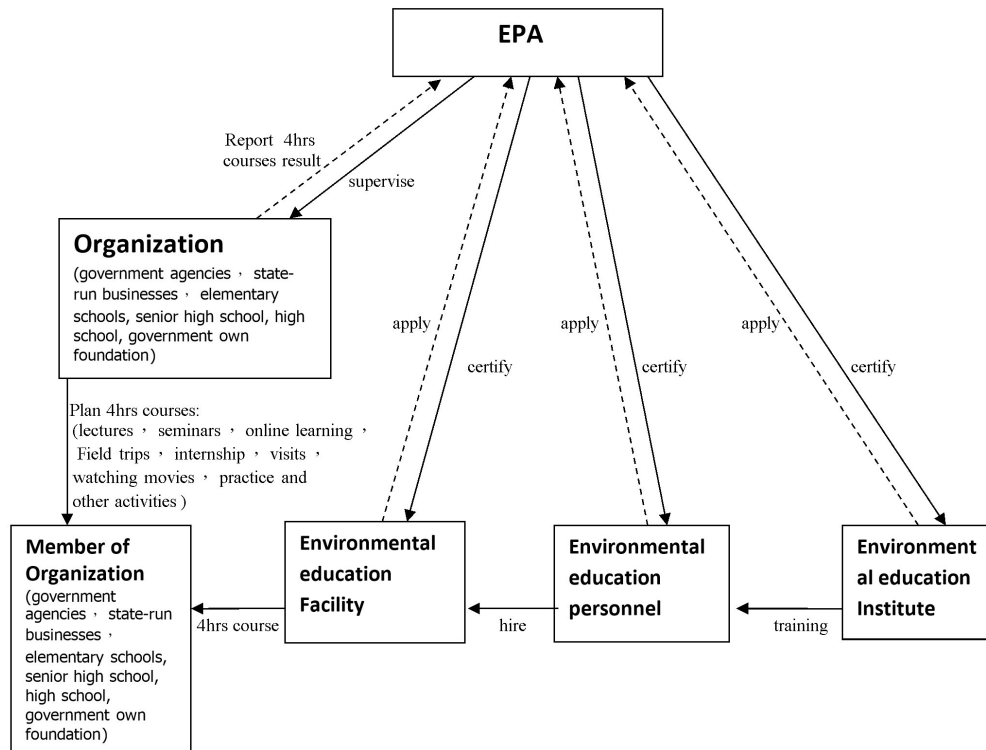 EPA
Report 4hrs
courses result
supervise
Organization
(government agencies，state-
run businesses，elementary
schools, senior high school, high
school, government own
foundation)
apply
apply
apply
certify
certify
certify
Plan 4hrs courses:
(lectures，seminars，online learning，
Field trips，internship，visits，
watching movies，practice and
other activities)
Member of
Organization
(government
agencies，state-run
businesses，
elementary schools,
senior high school,
high school,
government own
foundation)
4hrs course
Environmental
education
Facility
hire
Environmental
education
personnel
training
Environment
al education
Institute